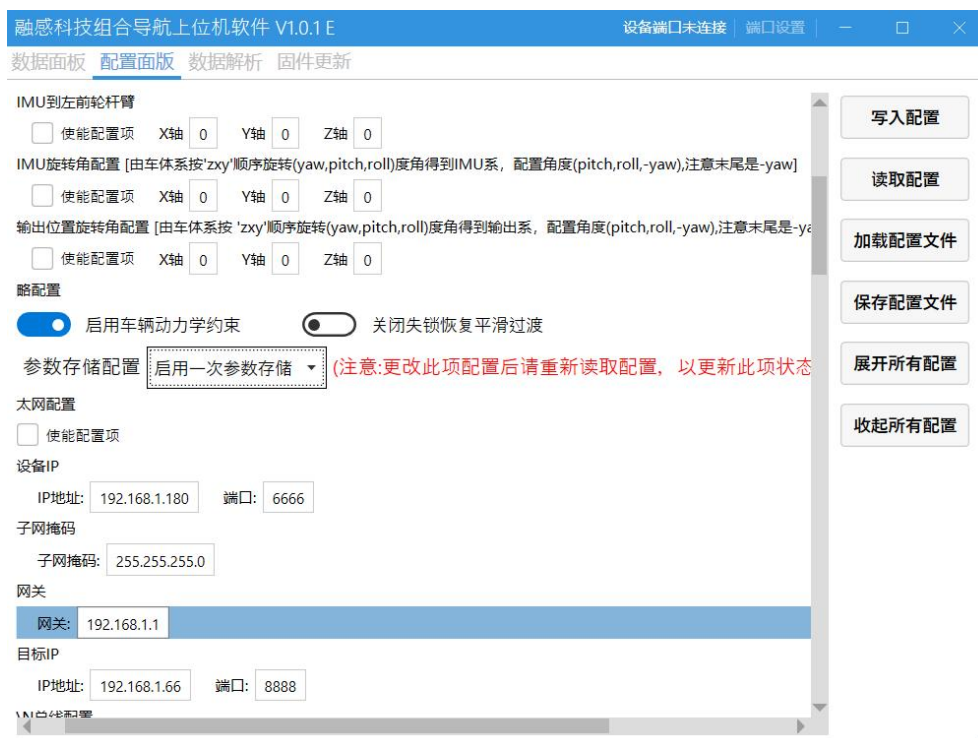 融感科技组合导航上位机软件 V1.0.1 E 设备端口未连接 端口设置
数据面板 配置面版 数据解析 固件更新
IMU到左前轮杆臂
使能配置项 X轴 0 Y轴 0 Z轴 0
IMU旋转角配置 [由车体系按'zxy'顺序旋转(yaw,pitch,roll)度角得到IMU系，配置角度(pitch,roll,-yaw),注意末尾是-yaw]
使能配置项 X轴 0 Y轴 0 Z轴 0
输出位置旋转角配置 [由车体系按 'zxy'顺序旋转(yaw,pitch,roll)度角得到输出系，配置角度(pitch,roll,-yaw),注意末尾是-ya
使能配置项 X轴 0 Y轴 0 Z轴 0
略配置
启用车辆动力学约束 关闭失锁恢复平滑过渡
参数存储配置 启用一次参数存储 (注意:更改此项配置后请重新读取配置，以更新此项状态
太网配置
使能配置项
设备IP
IP地址: 192.168.1.180 端口: 6666
子网掩码
子网掩码: 255.255.255.0
网关
网关: 192.168.1.1
目标IP
IP地址: 192.168.1.66 端口: 8888
写入配置
读取配置
加载配置文件
保存配置文件
展开所有配置
收起所有配置